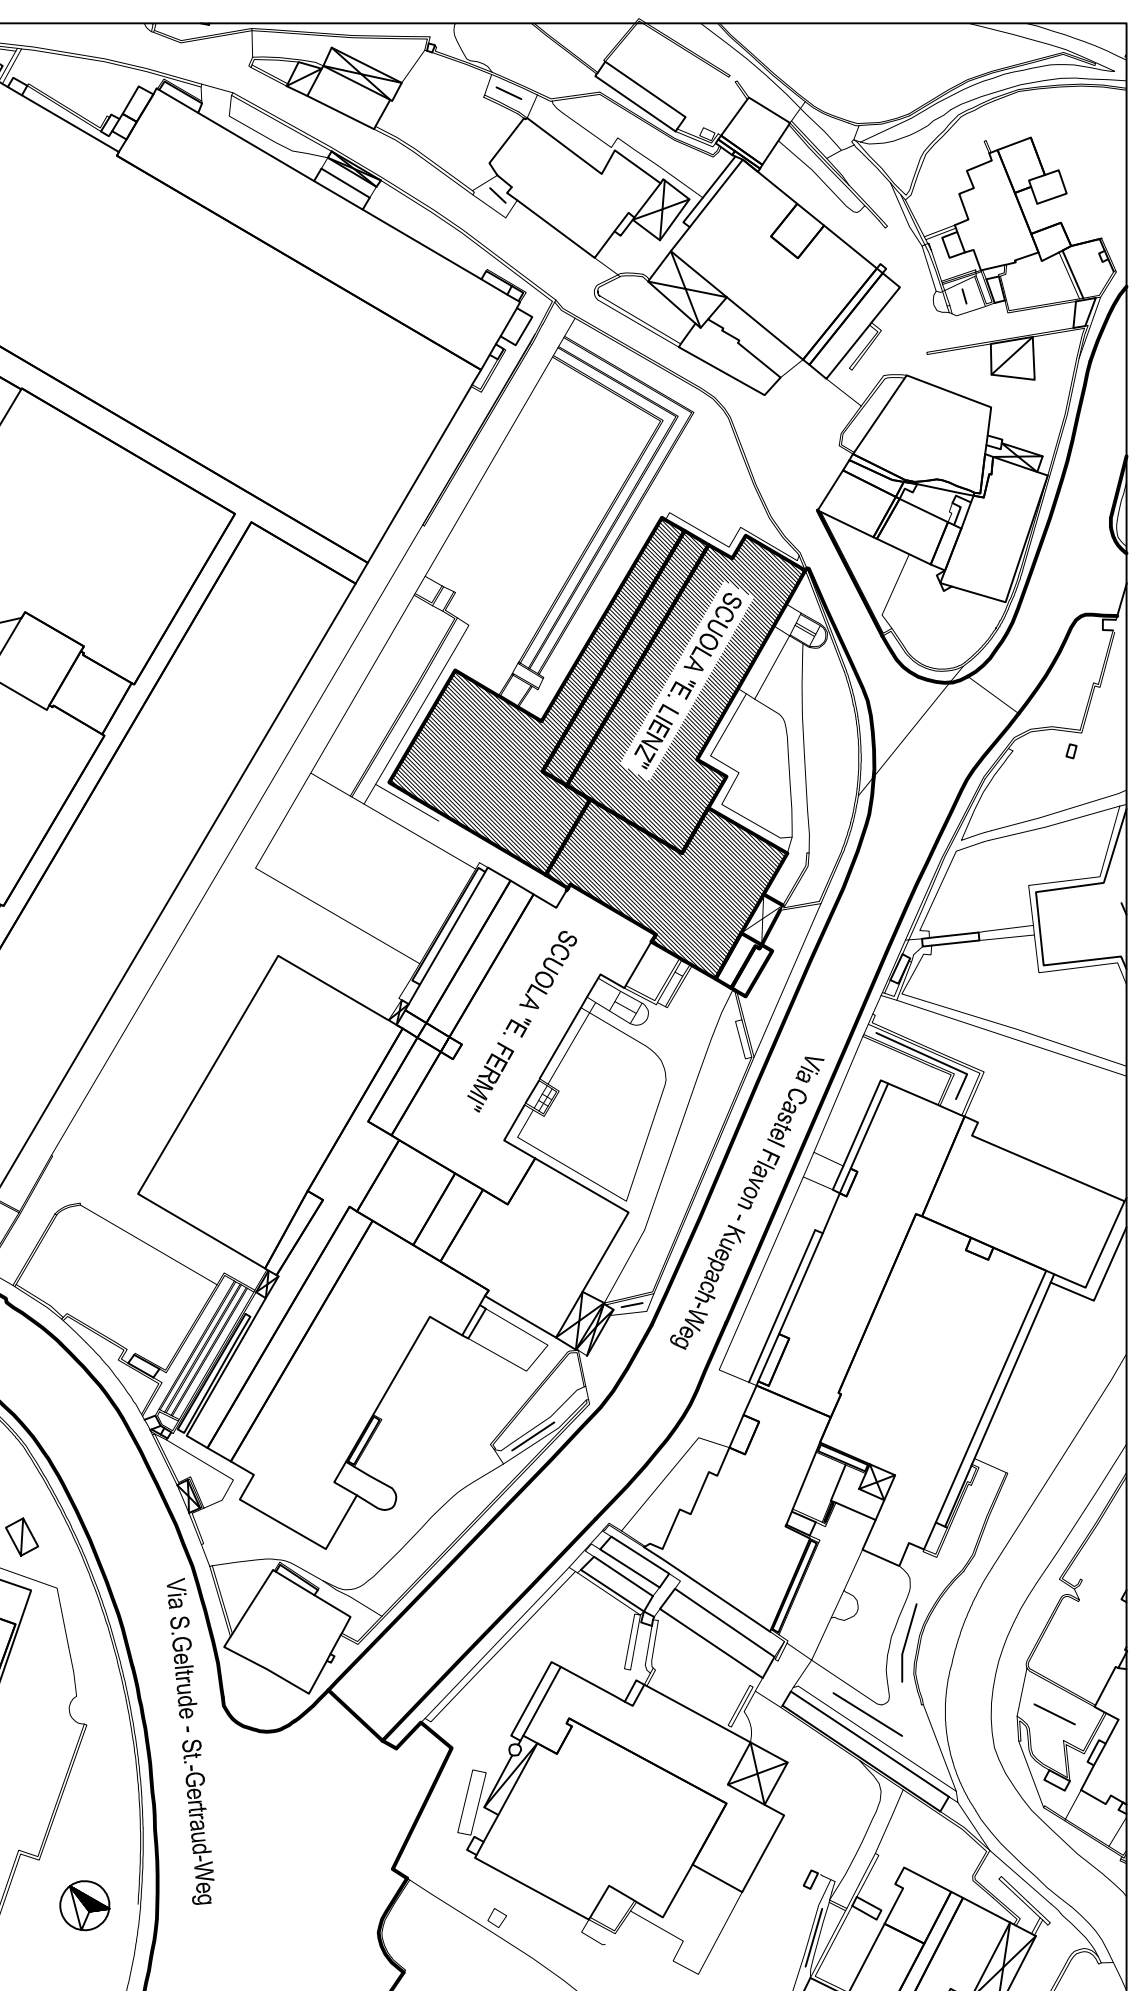 SCUOLA "E. LIENZ"
SCUOLA "E. FERMI"
Via Castel Flavon - Kuepach-Weg
Via S.Geltrude - St.-Gertraud-Weg